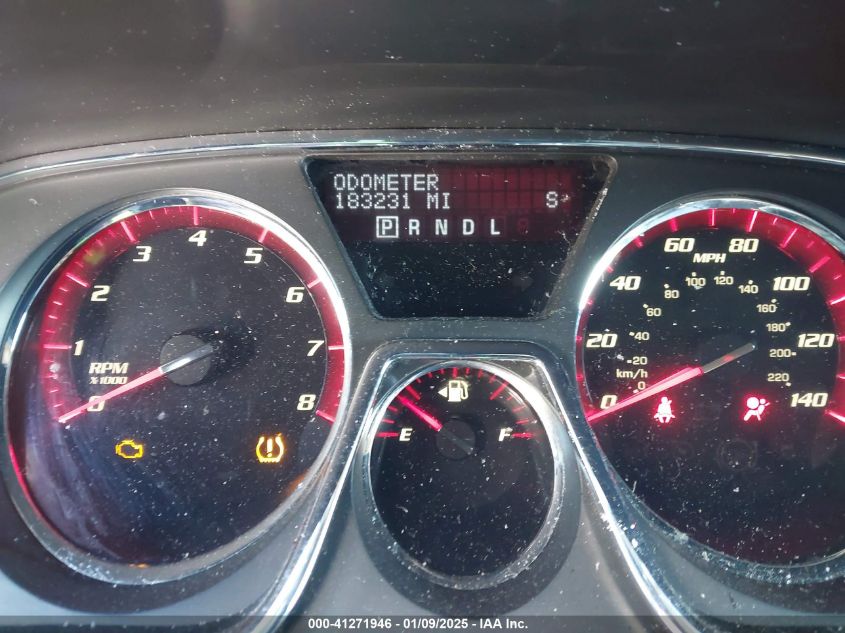 ODOMETER
183231 MI S
P R N D L
0 1 2 3 4 5 6 7 8
RPM
X 1000
E F
0 20 40 60 80 100 120 140
MPH
0 20 40 60 80 100 120 140 160 180 200 220
km/h
000-41271946 - 01/09/2025 - IAA Inc.